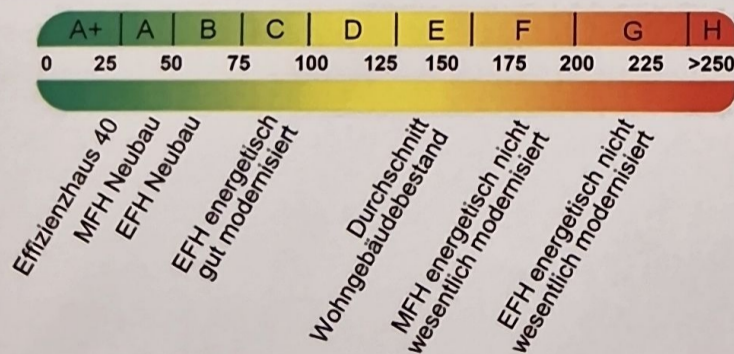 A+ A B C D E F G H
0 25 50 75 100 125 150 175 200 225 >250
Effizienzhaus 40
MFH Neubau
EFH Neubau
EFH energetisch
gut modernisiert
Durchschnitt
Wohngebäudebestand
MFH energetisch nicht
wesentlich modernisiert
EFH energetisch nicht
wesentlich modernisiert